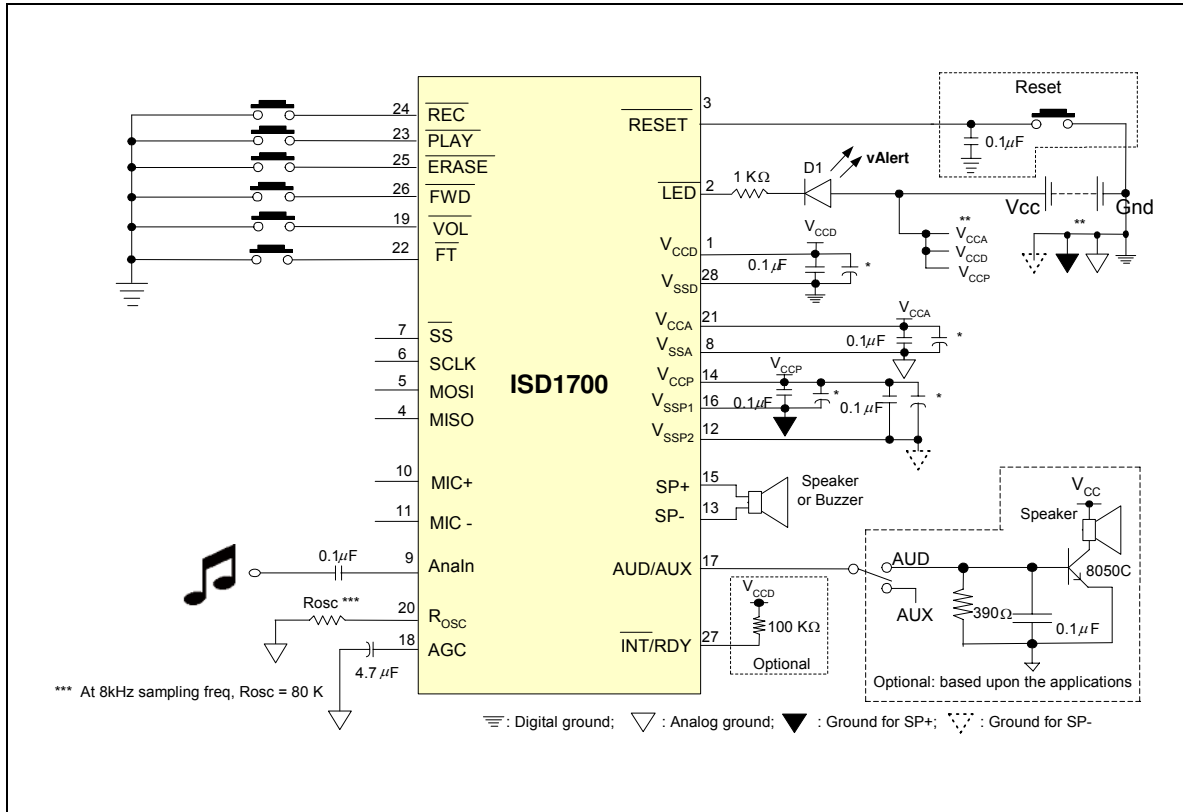 24
REC
23
PLAY
25
ERASE
26
FWD
19
VOL
22
FT
7
SS
6
SCLK
5
MOSI
4
MISO
10
MIC+
11
MIC -
0.1μF
9
AnaIn
Rosc ***
20
ROSC
18
AGC
4.7 μF
*** At 8kHz sampling freq, Rosc = 80 K
ISD1700
3
RESET
Reset
0.1μF
LED
2
1 KΩ
D1
vAlert
Vcc
Gnd
**
VCCA
VCCD
VCCP
**
VCCD
1
VCCD
0.1μF
*
VSSD
28
VCCA
21
VCCA
0.1μF
*
VSSA
8
VCCP
14
VCCP
VSSP1
16
0.1μF
*
0.1μF
*
VSSP2
12
SP+
15
Speaker
or Buzzer
SP-
13
AUD/AUX
17
AUD
AUX
VCC
Speaker
8050C
390Ω
0.1μF
Optional: based upon the applications
VCCD
100 KΩ
INT/RDY
27
Optional
: Digital ground; : Analog ground; : Ground for SP+; : Ground for SP-